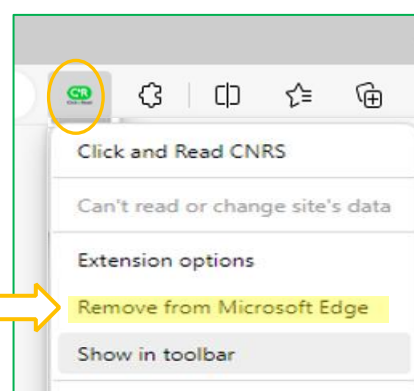 Click and Read CNRS
Can't read or change site's data
Extension options
Remove from Microsoft Edge
Show in toolbar